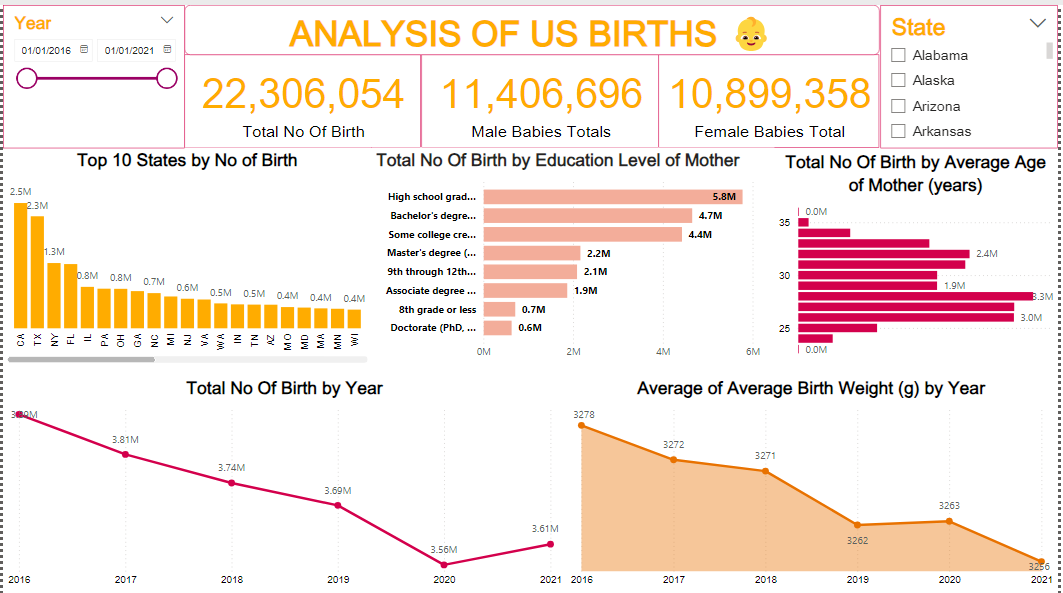 Year
01/01/2016
01/01/2021
ANALYSIS OF US BIRTHS
State
Alabama
Alaska
Arizona
Arkansas
22,306,054
Total No Of Birth
11,406,696
Male Babies Totals
10,899,358
Female Babies Total
Top 10 States by No of Birth
2.5M
2.3M
1.3M
0.8M
0.8M
0.7M
0.6M
0.5M
0.5M
0.4M
0.4M
0.4M
CA
TX
NY
FL
IL
PA
OH
GA
NC
MI
NJ
VA
WA
IN
TN
AZ
MO
MD
MA
MN
WI
Total No Of Birth by Education Level of Mother
High school grad... 5.8M
Bachelor's degre... 4.7M
Some college cre... 4.4M
Master's degree (... 2.2M
9th through 12th... 2.1M
Associate degree ... 1.9M
8th grade or less 0.7M
Doctorate (PhD, ... 0.6M
0M 2M 4M 6M
Total No Of Birth by Average Age
of Mother (years)
0.0M
35
2.4M
30
1.9M
3.3M
3.0M
25
0.0M
Total No Of Birth by Year
3.81M
3.74M
3.69M
3.56M
3.61M
2016 2017 2018 2019 2020 2021
Average of Average Birth Weight (g) by Year
3278
3272
3271
3262
3263
3256
2016 2017 2018 2019 2020 2021